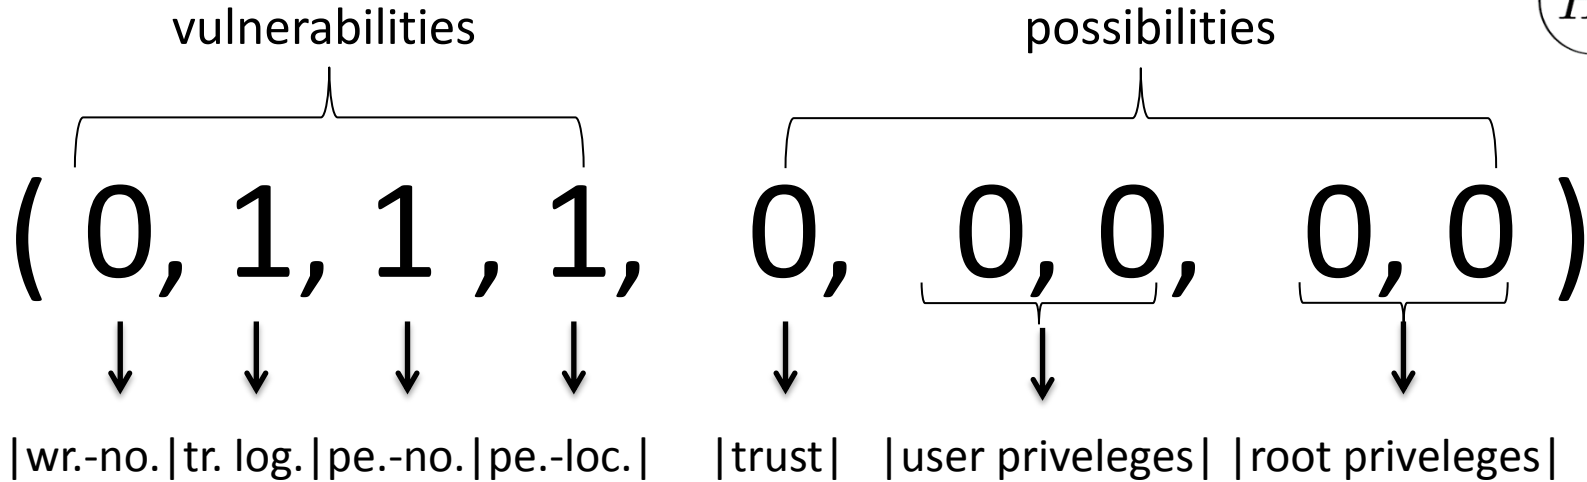 vulnerabilities possibilities
( 0, 1, 1 , 1, 0, 0, 0, 0, 0 )
|wr.-no.|tr. log.|pe.-no.|pe.-loc.| |trust| |user priveleges| |root priveleges|